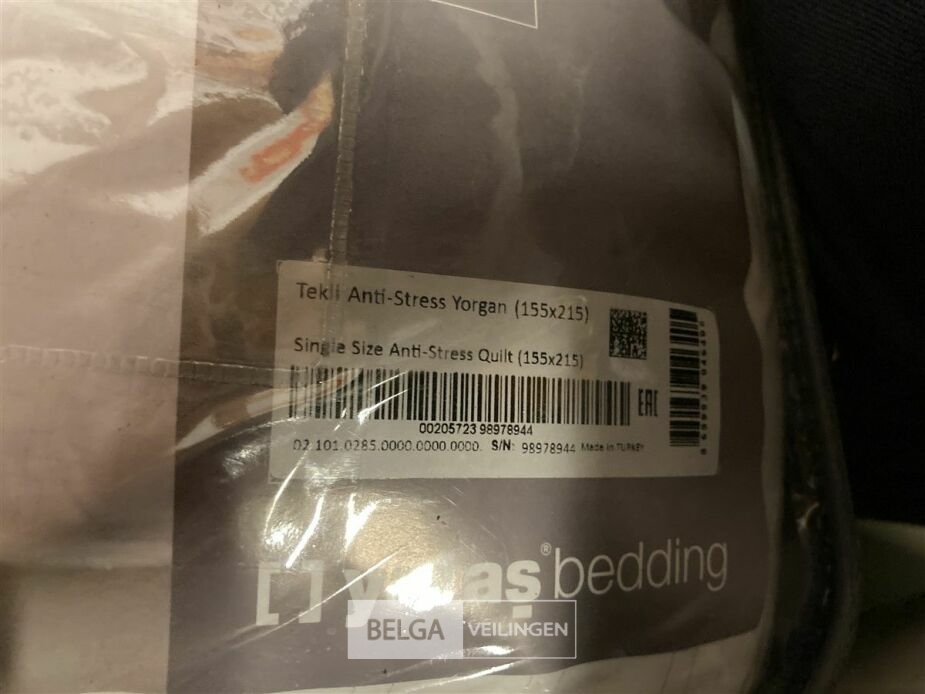 Tekli Anti-Stress Yorgan (155x215)
Single Size Anti-Stress Quilt (155x215)
EAC
00205723 98978944
02.101.0285.0000.0000.0000. S/N: 98978944 Made in TURKEY
bedding
BELGA VEILINGEN